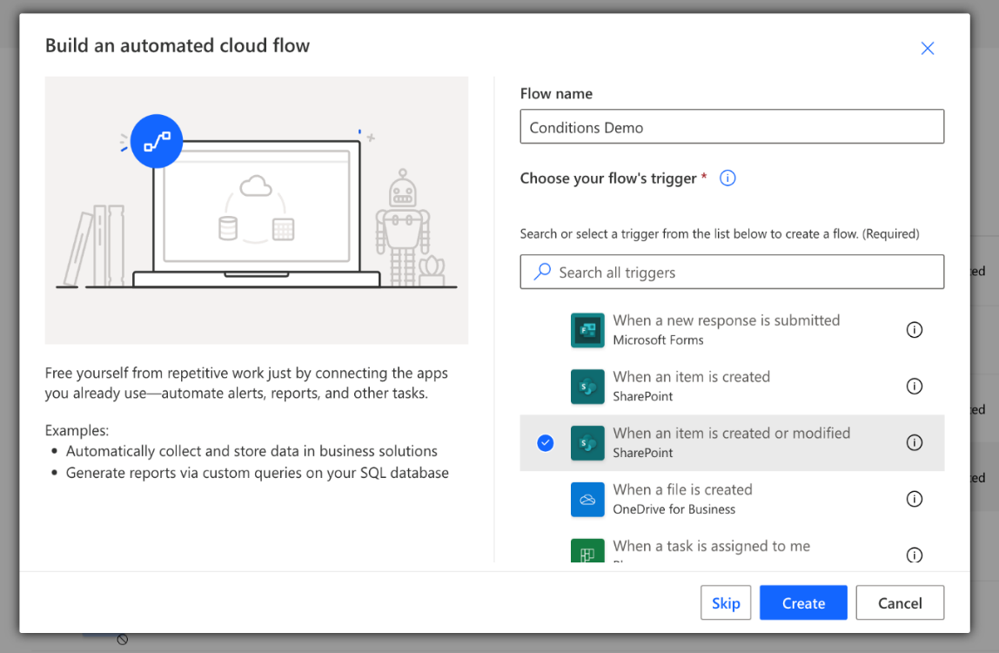 Build an automated cloud flow
Flow name
Conditions Demo
Choose your flow's trigger *
Search or select a trigger from the list below to create a flow. (Required)
Search all triggers
When a new response is submitted
Microsoft Forms
When an item is created
SharePoint
When an item is created or modified
SharePoint
When a file is created
OneDrive for Business
When a task is assigned to me
Free yourself from repetitive work just by connecting the apps
you already use—automate alerts, reports, and other tasks.
Examples:
• Automatically collect and store data in business solutions
• Generate reports via custom queries on your SQL database
Skip
Create
Cancel